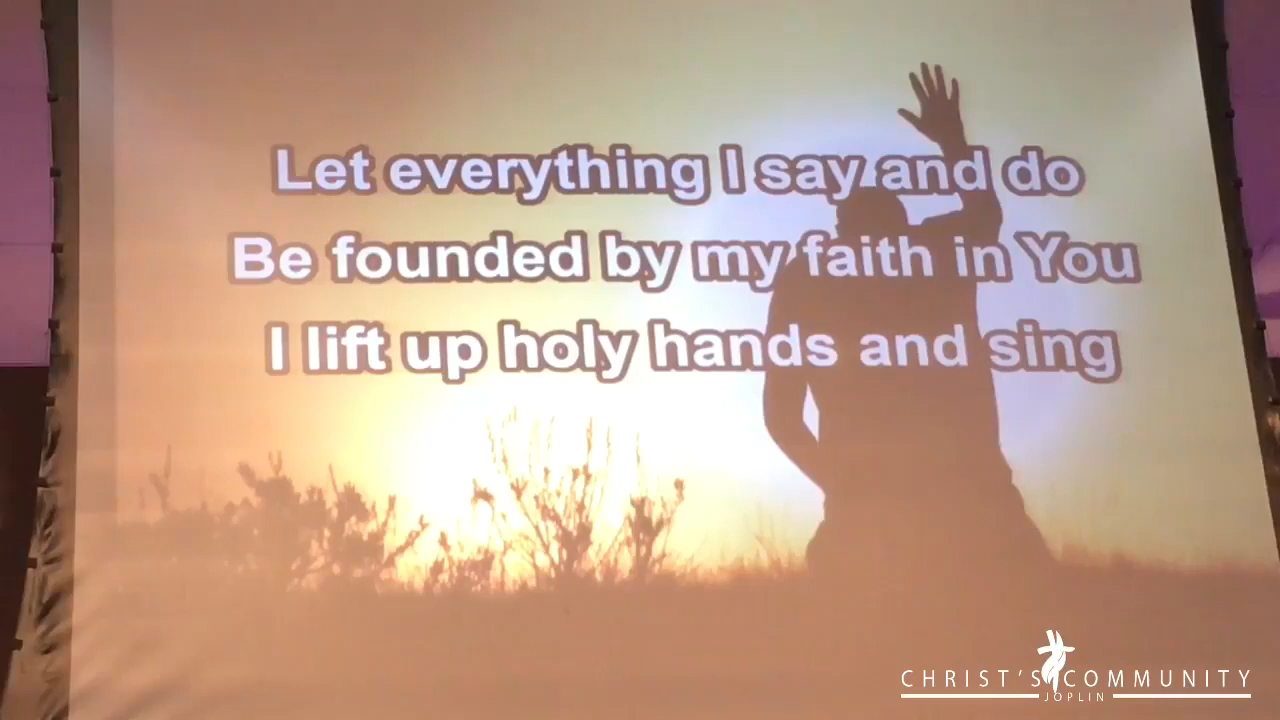 Let everything I say and do
Be founded by my faith in You
I lift up holy hands and sing
CHRIST'S COMMUNITY
JOPLIN